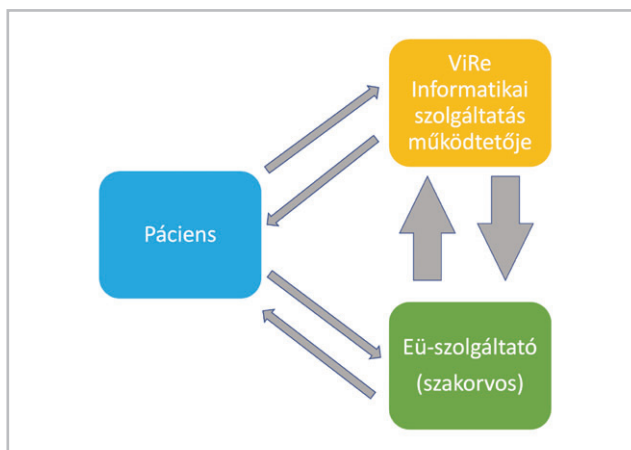 Páciens
ViRe
Informatikai
szolgáltatás
működtetője
Eü-szolgáltató
(szakorvos)